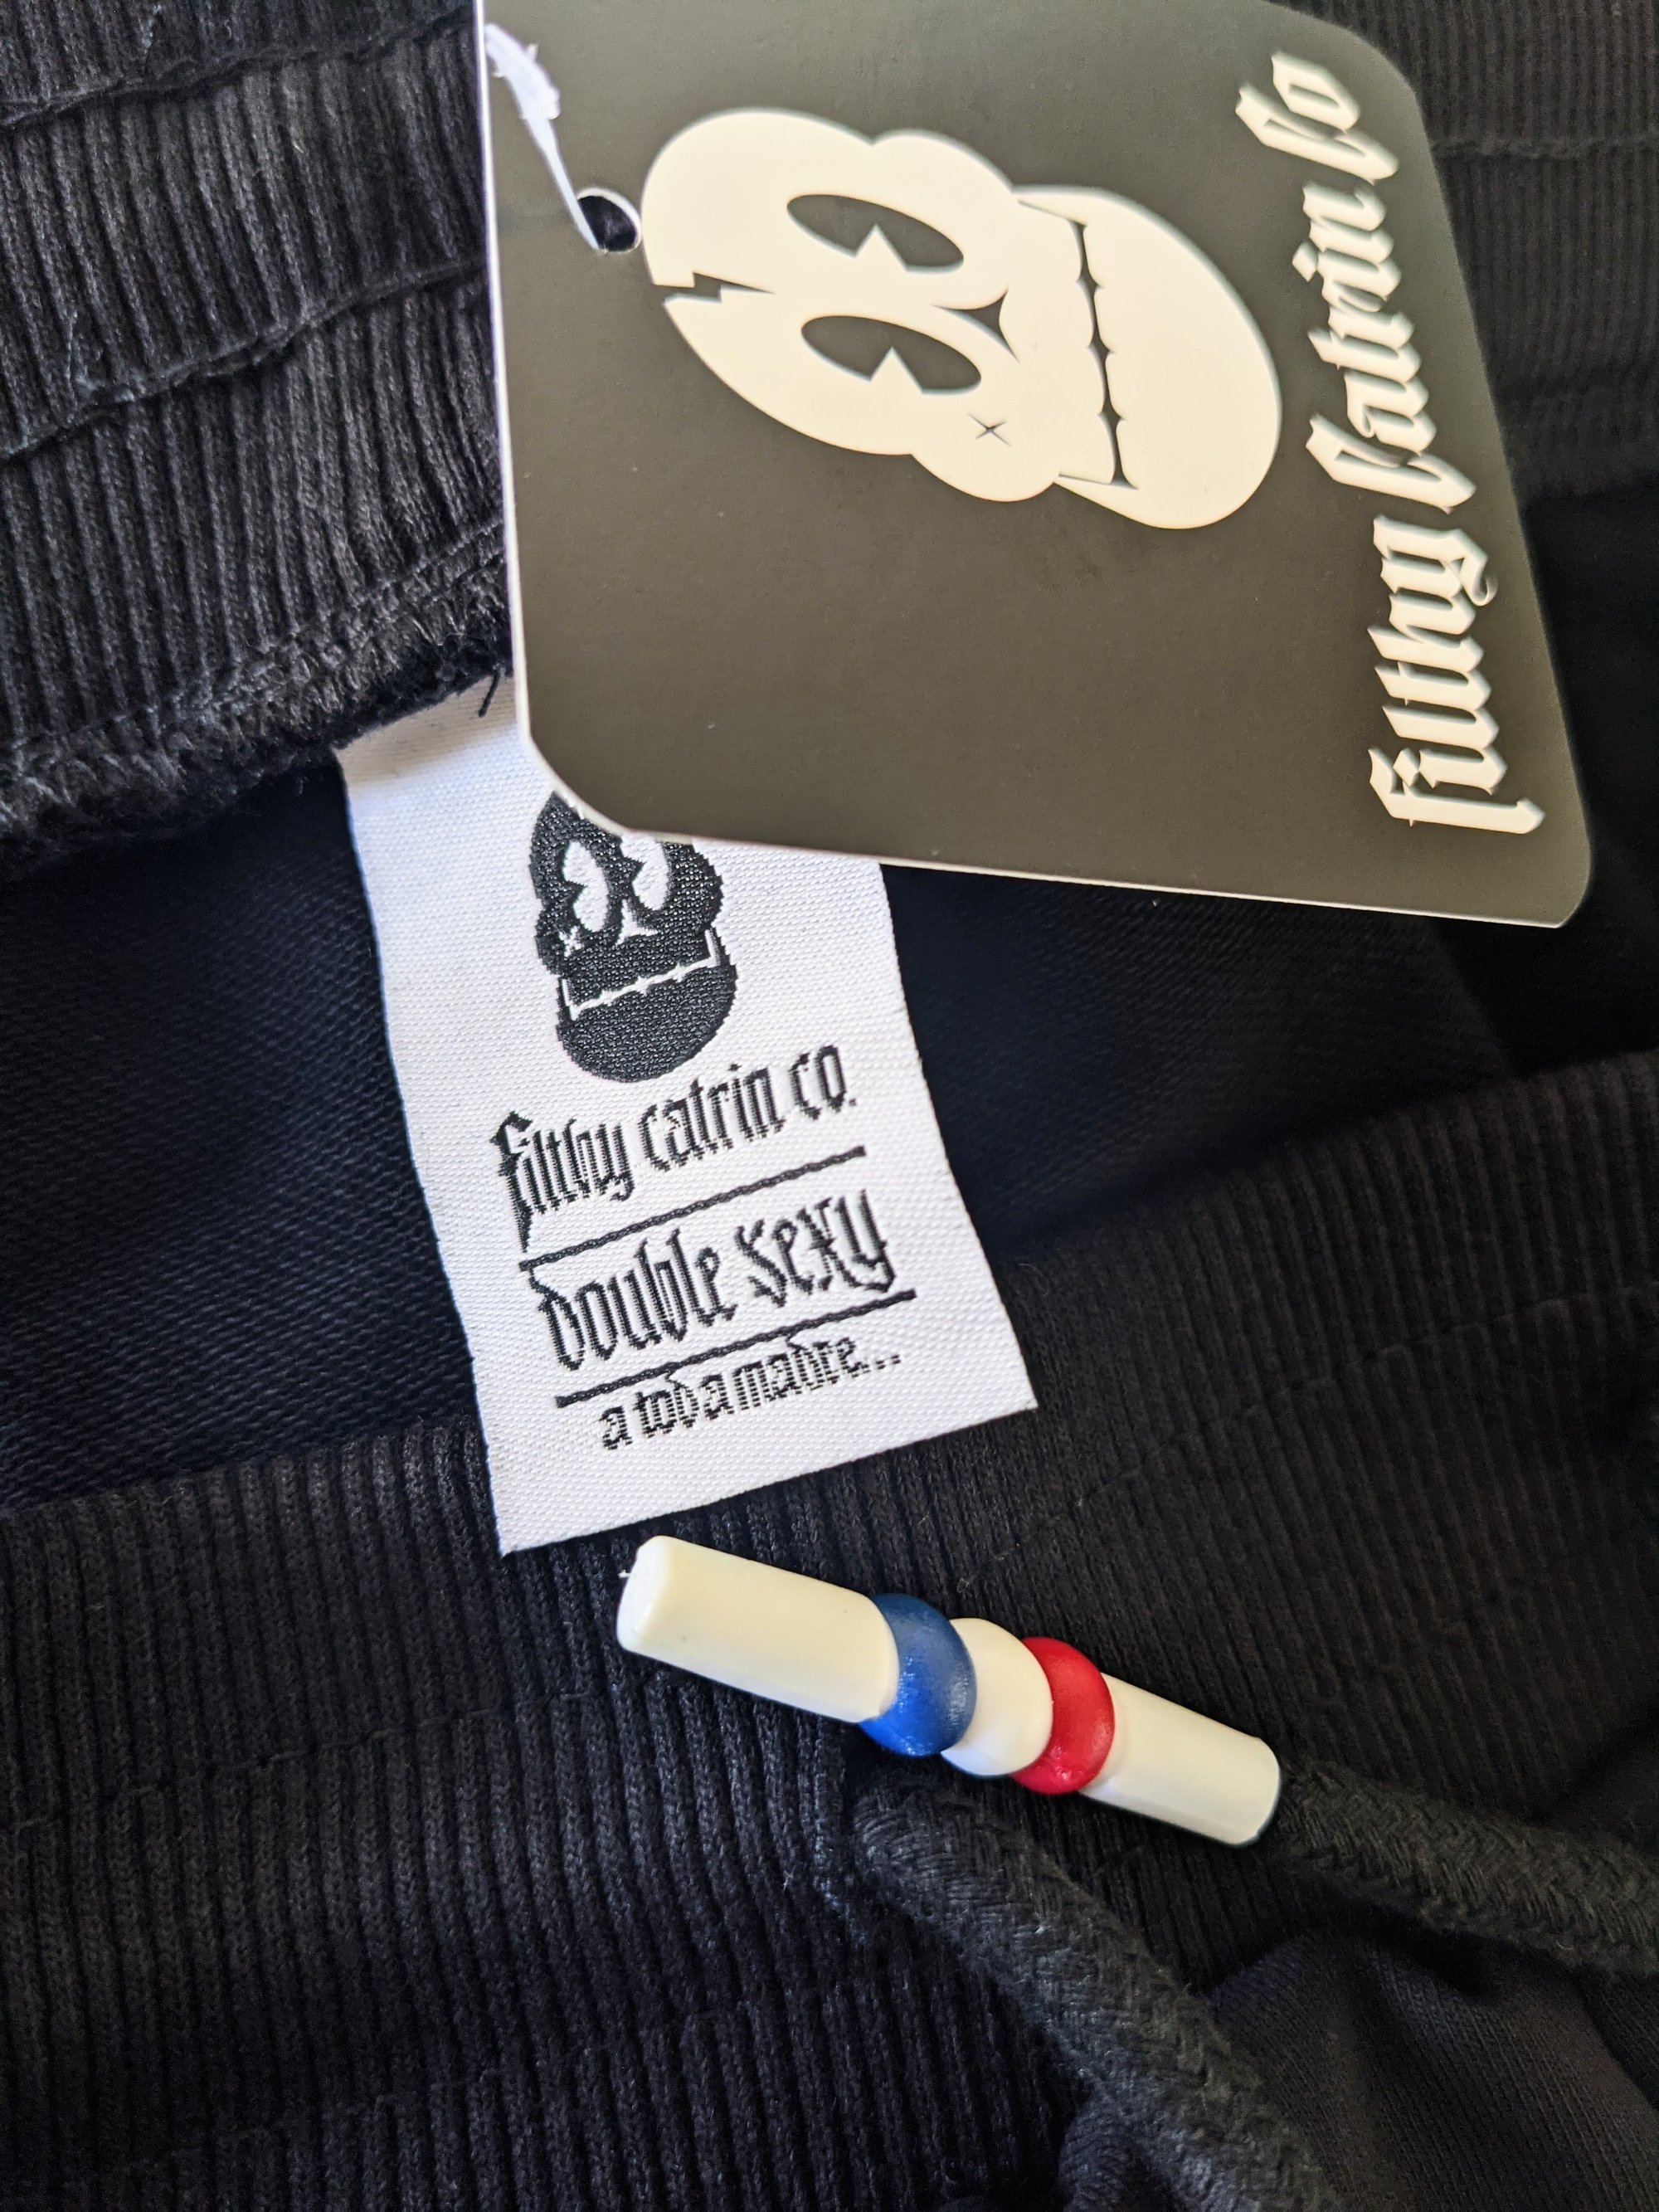 Filthy Catrin Co
filthy catrin co.
double sexy
a toda madre...